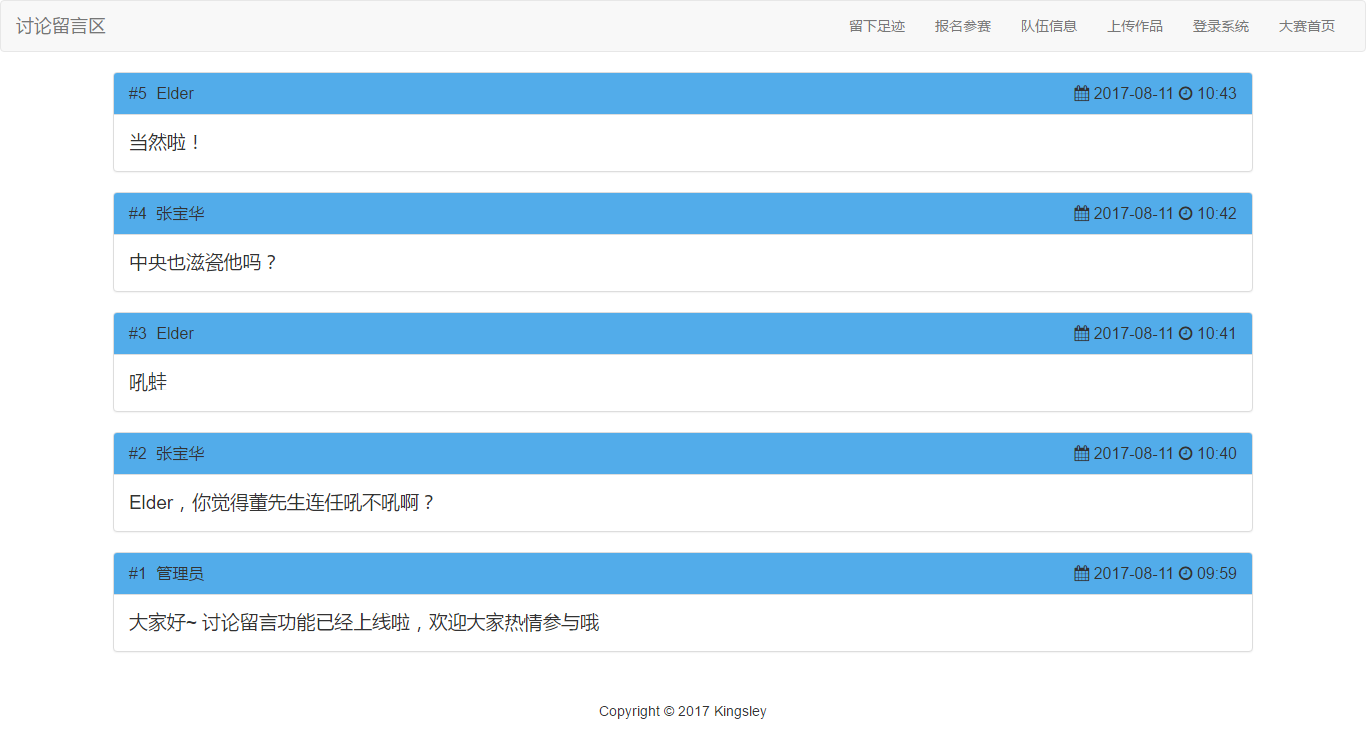 讨论留言区 留下足迹 报名参赛 队伍信息 上传作品 登录系统 大赛首页
#5 Elder 2017-08-11 10:43
当然啦！
#4 张宝华 2017-08-11 10:42
中央也滋瓷他吗？
#3 Elder 2017-08-11 10:41
吼蛙
#2 张宝华 2017-08-11 10:40
Elder，你觉得董先生连任吼不吼啊？
#1 管理员 2017-08-11 09:59
大家好~ 讨论留言功能已经上线啦，欢迎大家热情参与哦
Copyright © 2017 Kingsley